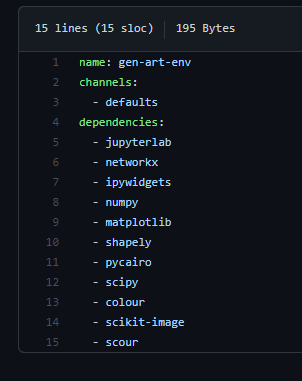 15 lines (15 sloc) 195 Bytes
1 name: gen-art-env
2 channels:
3   - defaults
4 dependencies:
5   - jupyterlab
6   - networkx
7   - ipywidgets
8   - numpy
9   - matplotlib
10   - shapely
11   - pycairo
12   - scipy
13   - colour
14   - scikit-image
15   - scour